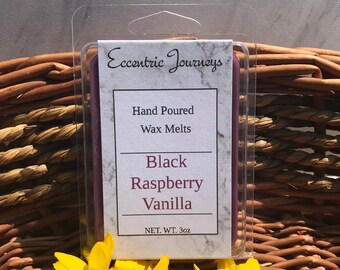 Eccentric Journeys
Hand Poured
Wax Melts
Black
Raspberry
Vanilla
NET. WT. 3oz